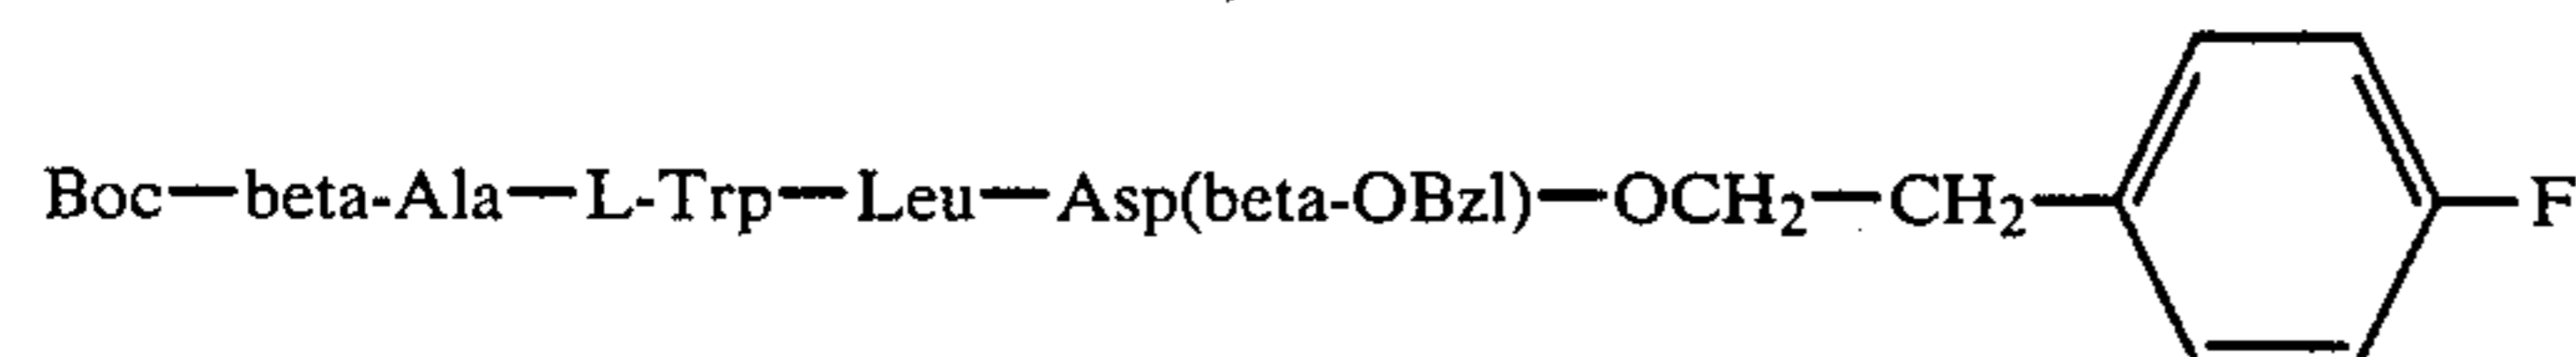 Boc—beta-Ala—L-Trp—Leu—Asp(beta-OBzl)—OCH₂—CH₂—F